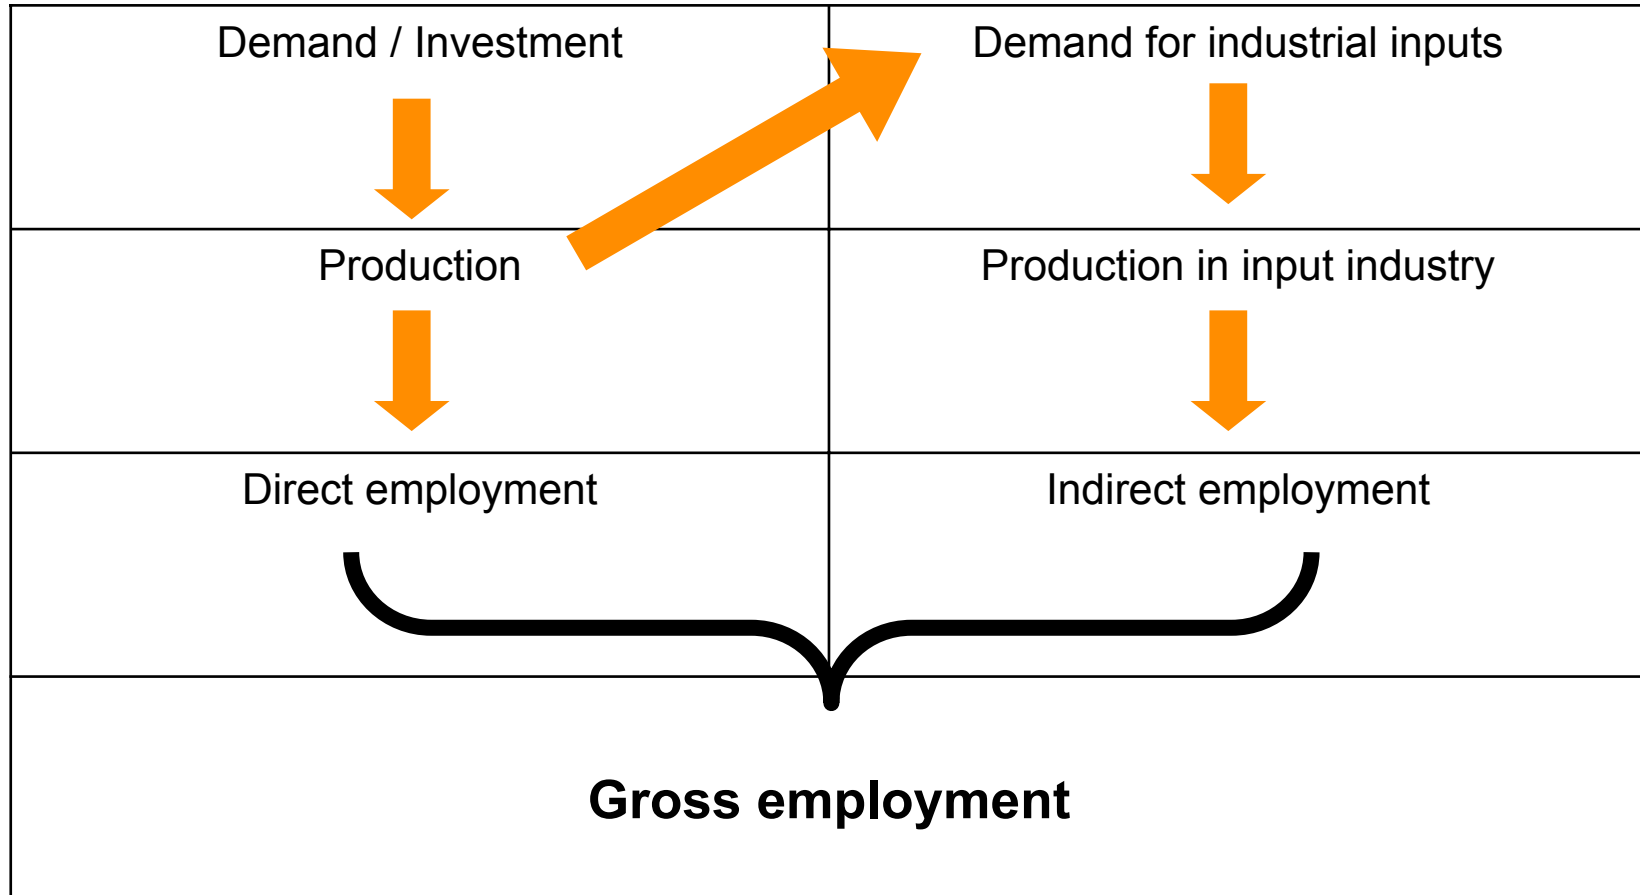 Demand / Investment
Demand for industrial inputs
Production
Production in input industry
Direct employment
Indirect employment
Gross employment